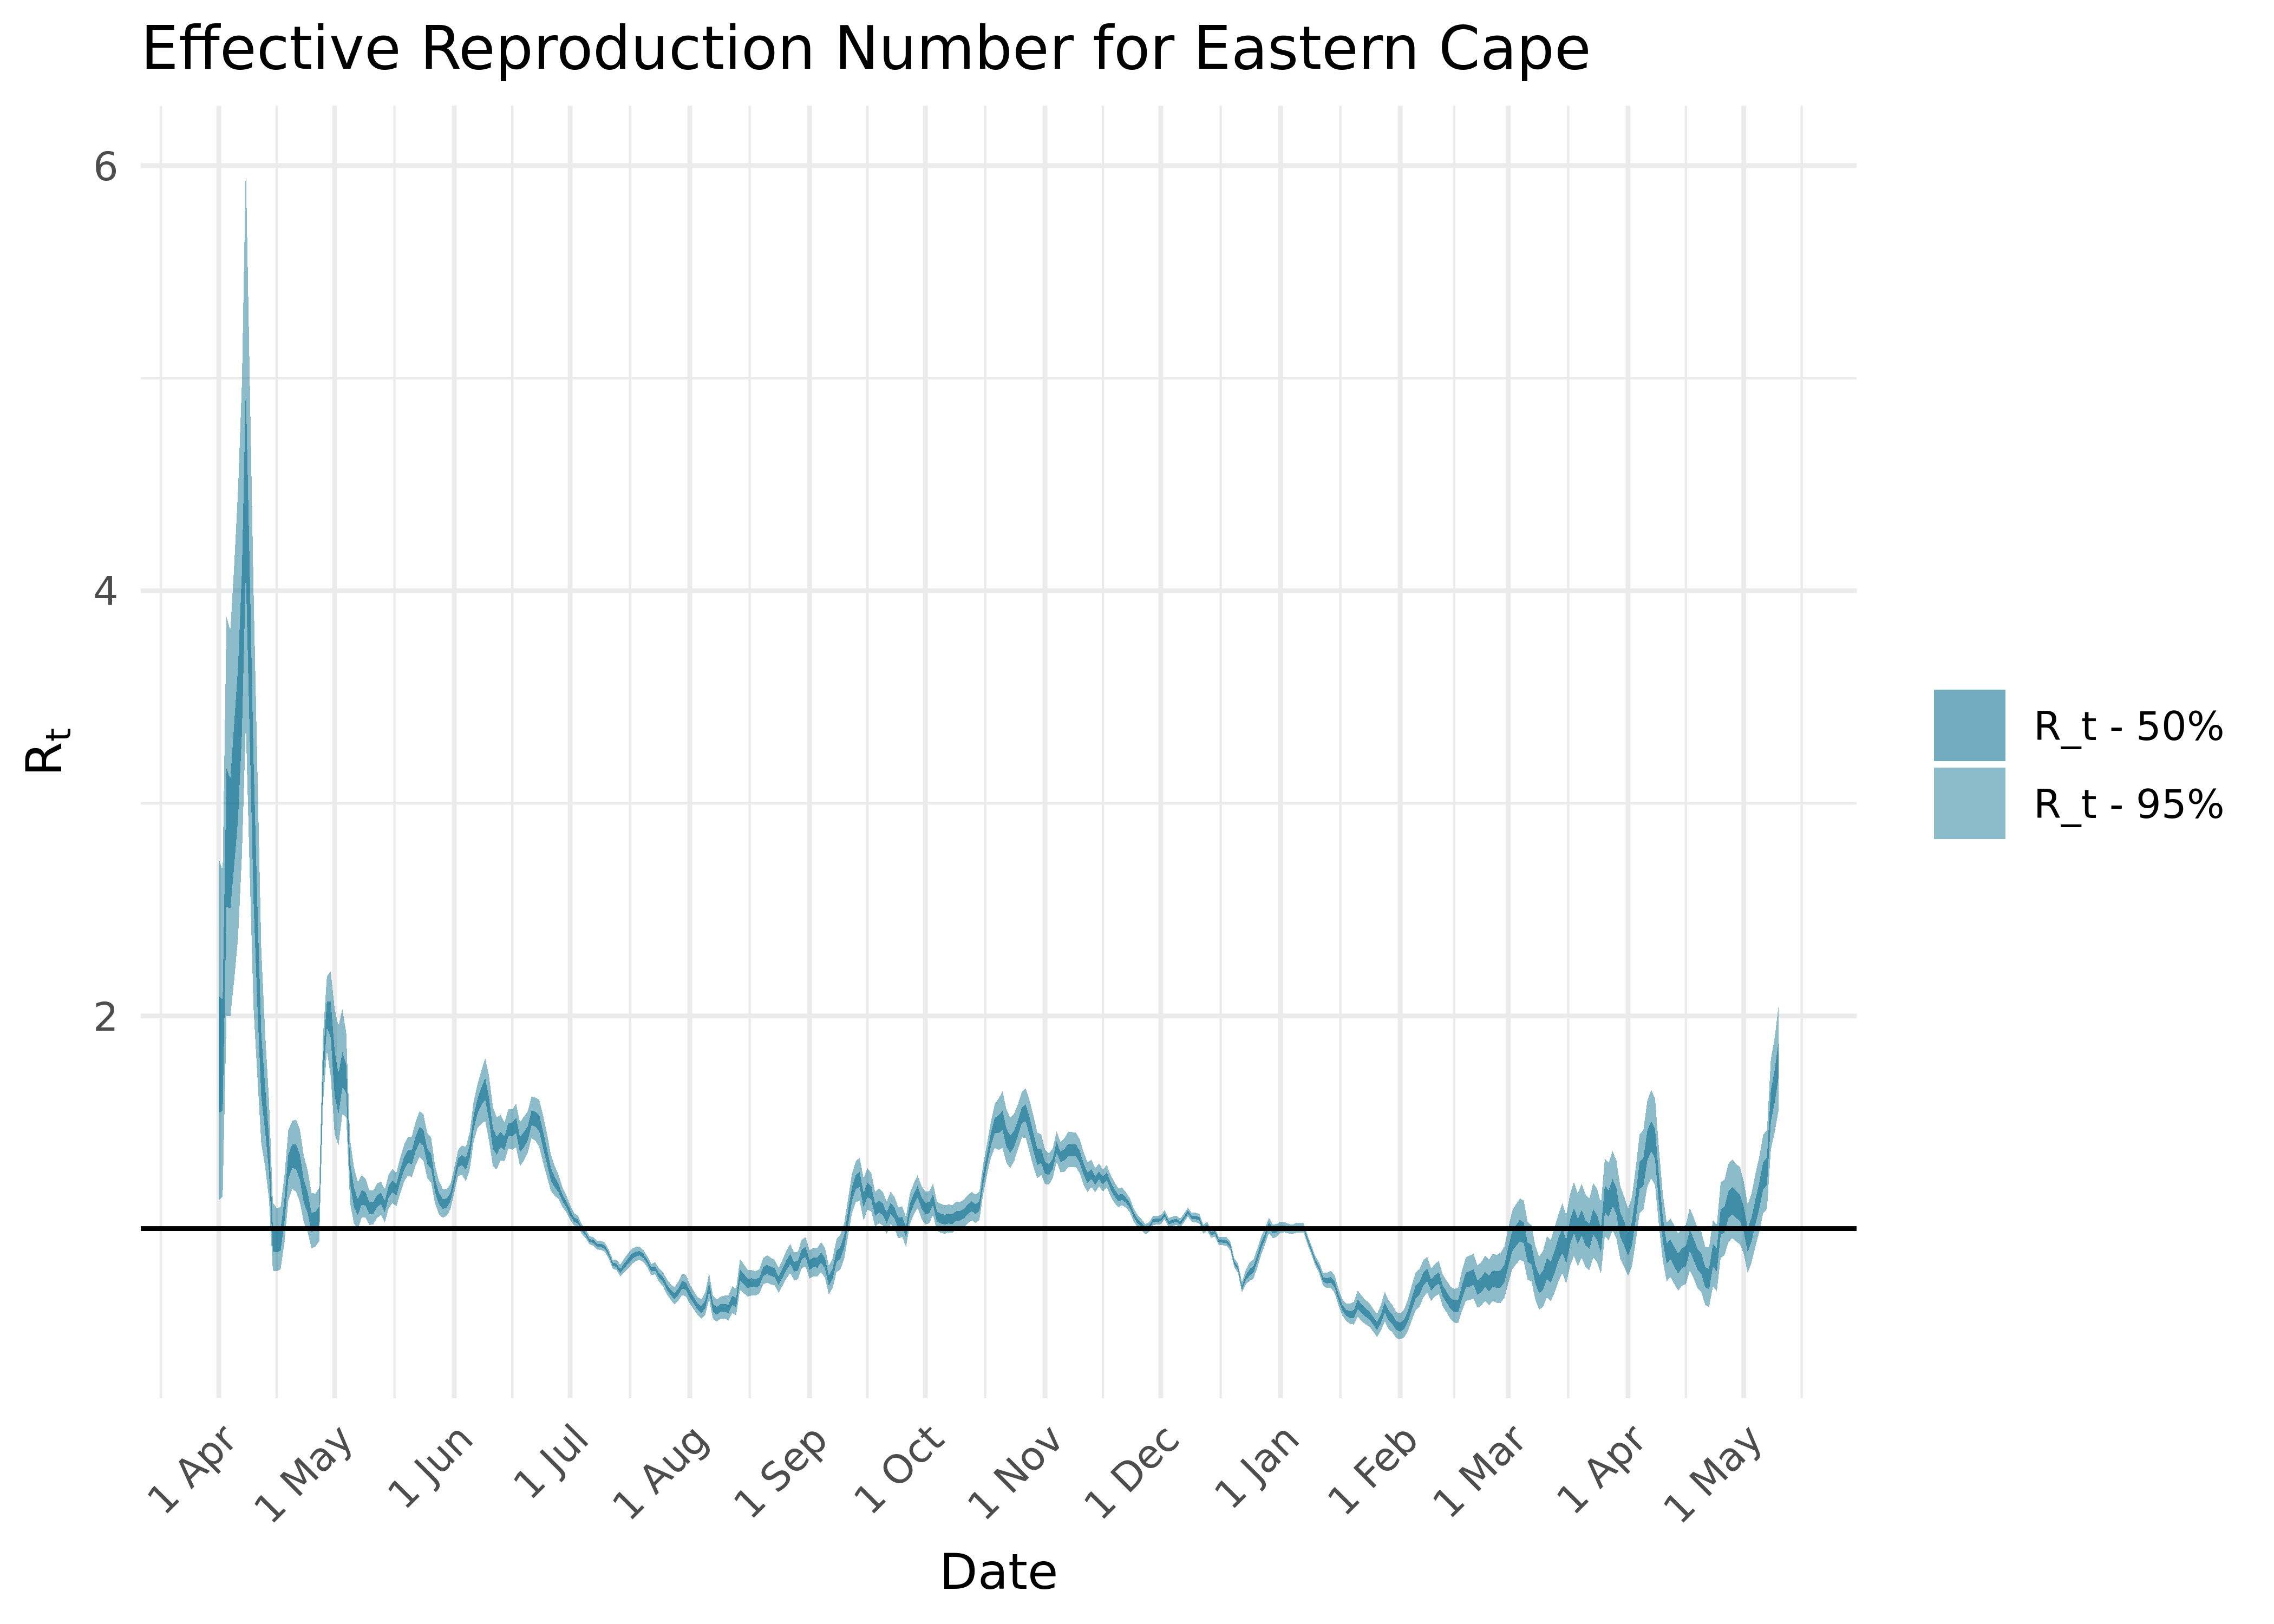 Effective Reproduction Number for Eastern Cape
6
4
2
R_t
R_t - 50%
R_t - 95%
1 Apr
1 May
1 Jun
1 Jul
1 Aug
1 Sep
1 Oct
1 Nov
1 Dec
1 Jan
1 Feb
1 Mar
1 Apr
1 May
Date